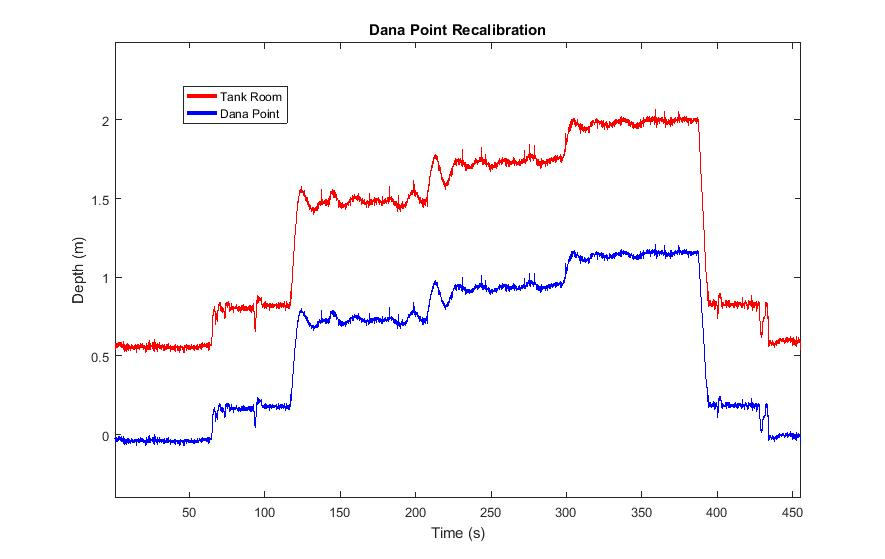 Dana Point Recalibration
Tank Room
Dana Point
2
1.5
1
0.5
0
Depth (m)
50 100 150 200 250 300 350 400 450
Time (s)